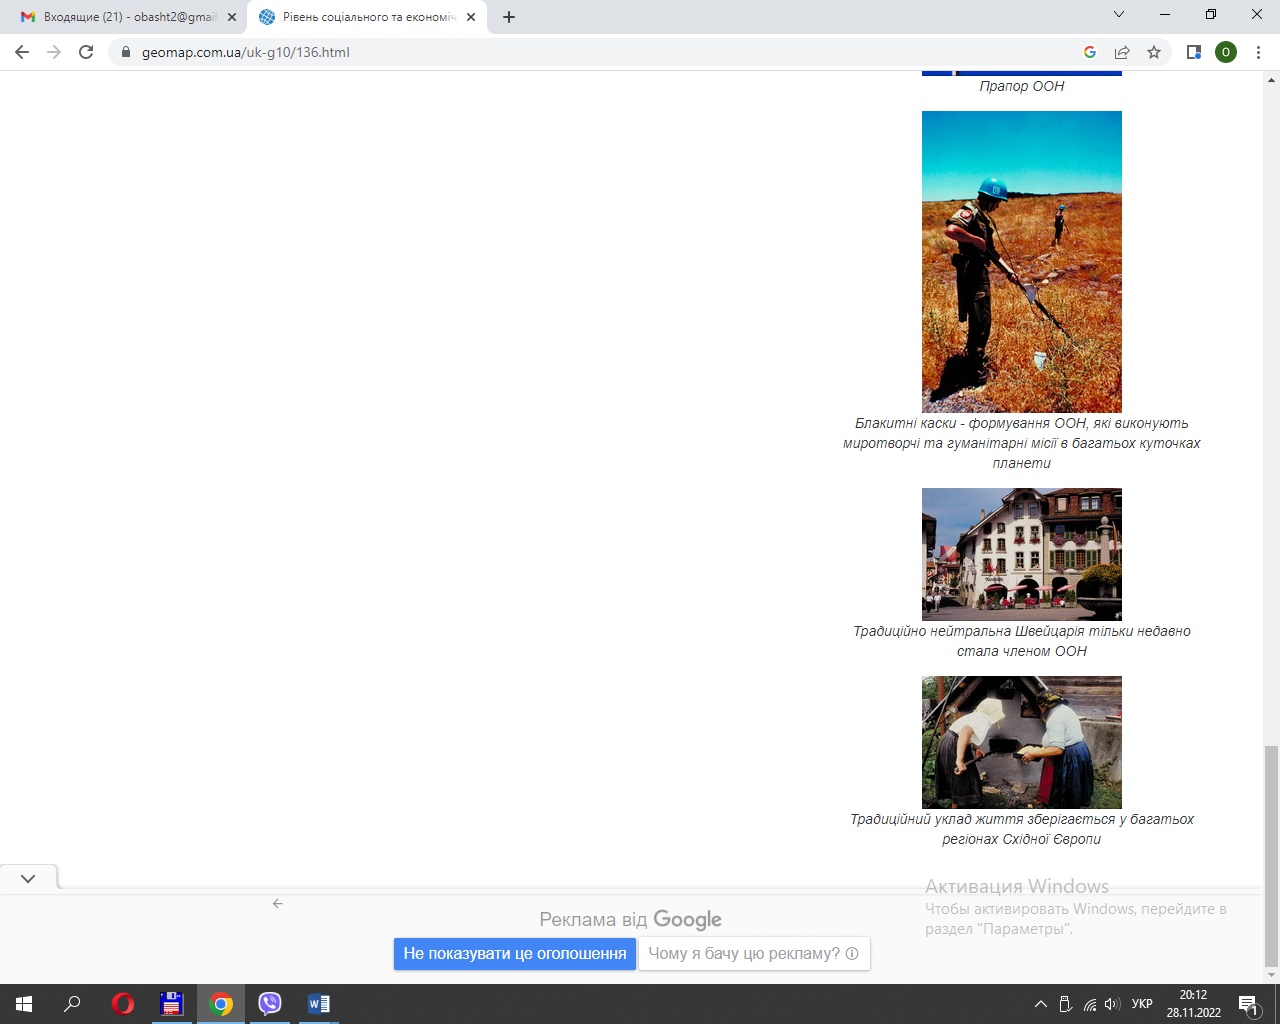 Входящие (21) - obasht2@gmail
Рівень соціального та економіч
geomap.com.ua/uk-g10/136.html
O
Прапор ООН
Блакитні каски - формування ООН, які виконують
миротворчі та гуманітарні місії в багатьох куточках
планети
Традиційно нейтральна Швейцарія тільки недавно
стала членом ООН
Традиційний уклад життя зберігається у багатьох
регіонах Східної Європи
Активация Windows
Чтобы активировать Windows, перейдите в
раздел "Параметры".
Реклама від Google
Не показувати це оголошення
Чому я бачу цю рекламу?
УКР
20:12
28.11.2022
1